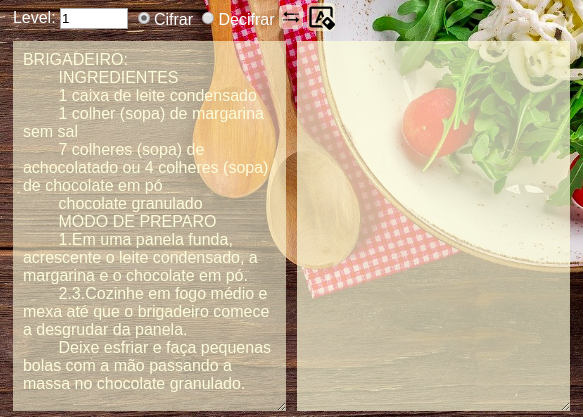 Level: 1 Cifrar Decifrar
BRIGADEIRO:
INGREDIENTES
1 caixa de leite condensado
1 colher (sopa) de margarina
sem sal
7 colheres (sopa) de
achocolatado ou 4 colheres (sopa)
de chocolate em pó
chocolate granulado
MODO DE PREPARO
1.Em uma panela funda,
acrescente o leite condensado, a
margarina e o chocolate em pó.
2.3.Cozinhe em fogo médio e
mexa até que o brigadeiro comece
a desgrudar da panela.
Deixe esfriar e faça pequenas
bolas com a mão passando a
massa no chocolate granulado.